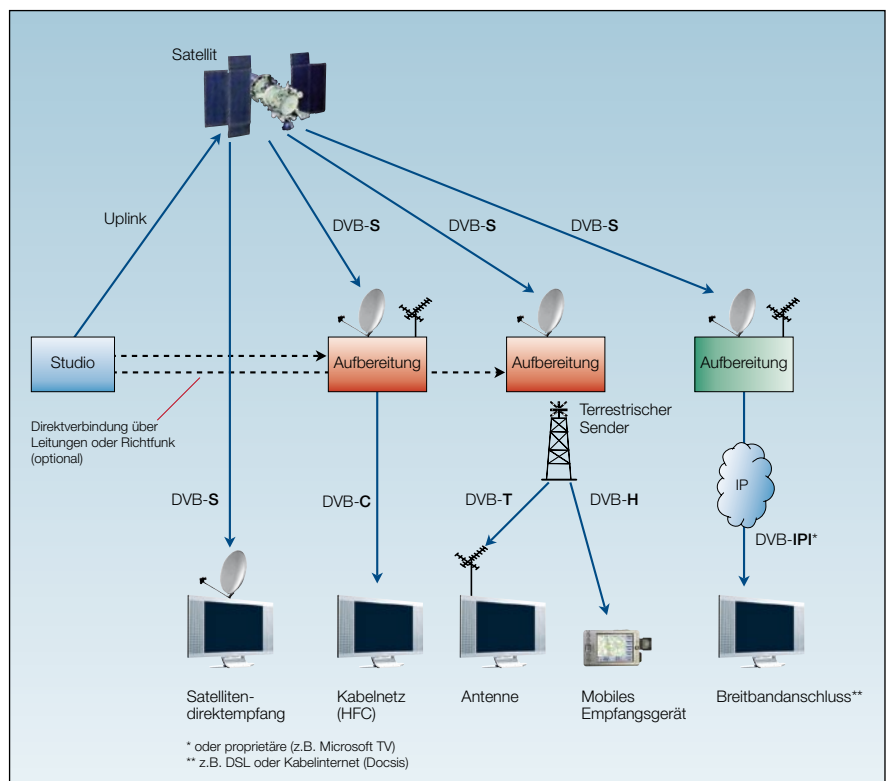 Satellit
Uplink
DVB-S
DVB-S
DVB-S
Studio
Aufbereitung
Aufbereitung
Aufbereitung
Direktverbindung über
Leitungen oder Richtfunk
(optional)
Terrestrischer
Sender
IP
DVB-S
DVB-C
DVB-T
DVB-H
DVB-IPI*
Satelliten-
direktempfang
Kabelnetz
(HFC)
Antenne
Mobiles
Empfangsgerät
Breitbandanschluss**
* oder proprietäre (z.B. Microsoft TV)
** z.B. DSL oder Kabelinternet (Docsis)